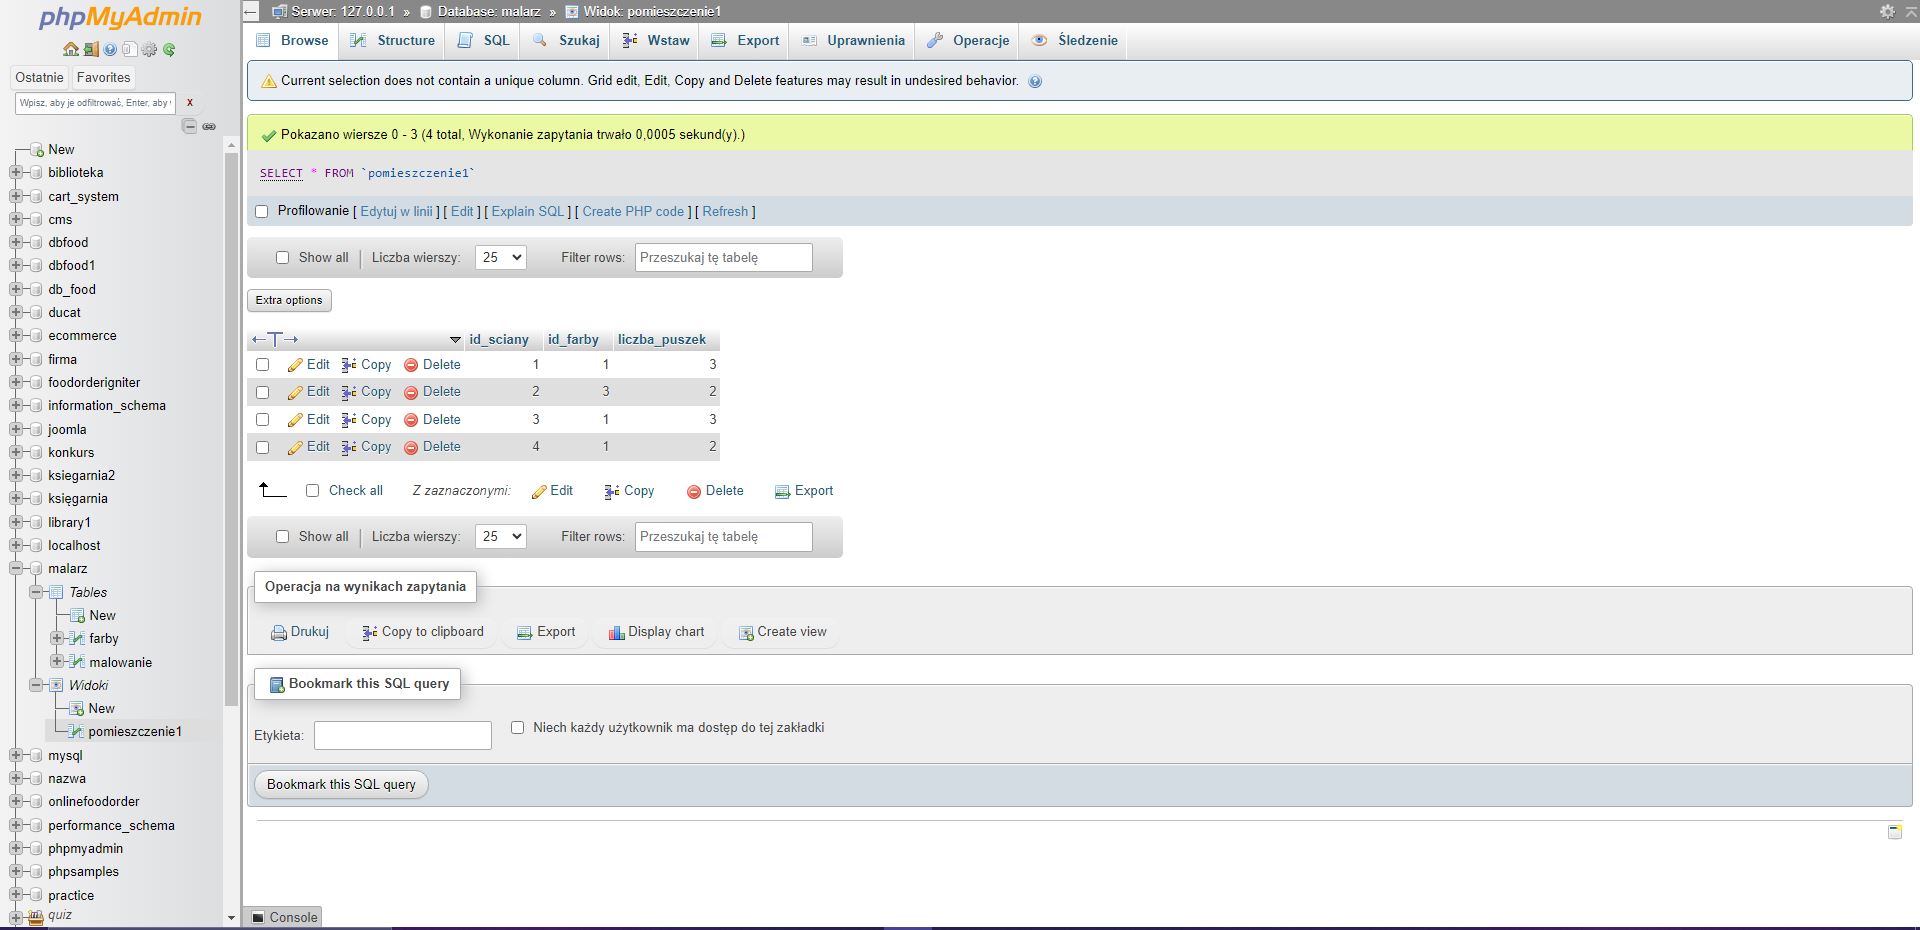 phpMyAdmin
Ostatnie Favorites
Wpisz, aby je odfiltrować, Enter, aby X
New
biblioteka
cart_system
cms
dbfood
dbfood1
db_food
ducat
ecommerce
firma
foodorderigniter
information_schema
joomla
konkurs
ksiegarnia2
księgarnia
library1
localhost
malarz
Tables
New
farby
malowanie
Widoki
New
pomieszczenie1
mysql
nazwa
onlinefoodorder
performance_schema
phpmyadmin
phpsamples
practice
quiz
Serwer: 127.0.0.1 » Database: malarz » Widok: pomieszczenie1
Browse Structure SQL Szukaj Wstaw Export Uprawnienia Operacje Śledzenie
Current selection does not contain a unique column. Grid edit, Edit, Copy and Delete features may result in undesired behavior.
Pokazano wiersze 0 - 3 (4 total, Wykonanie zapytania trwało 0,0005 sekund(y).)
SELECT * FROM `pomieszczenie1`
Profilowanie [ Edytuj w linii ] [ Edit ] [ Explain SQL ] [ Create PHP code ] [ Refresh ]
Show all Liczba wierszy: 25 Filter rows: Przeszukaj tę tabelę
Extra options
←T→ id_sciany id_farby liczba_puszek
Edit Copy Delete 1 1 3
Edit Copy Delete 2 3 2
Edit Copy Delete 3 1 3
Edit Copy Delete 4 1 2
Check all Z zaznaczonymi: Edit Copy Delete Export
Show all Liczba wierszy: 25 Filter rows: Przeszukaj tę tabelę
Operacja na wynikach zapytania
Drukuj Copy to clipboard Export Display chart Create view
Bookmark this SQL query
Etykieta: Niech każdy użytkownik ma dostęp do tej zakładki
Bookmark this SQL query
Console